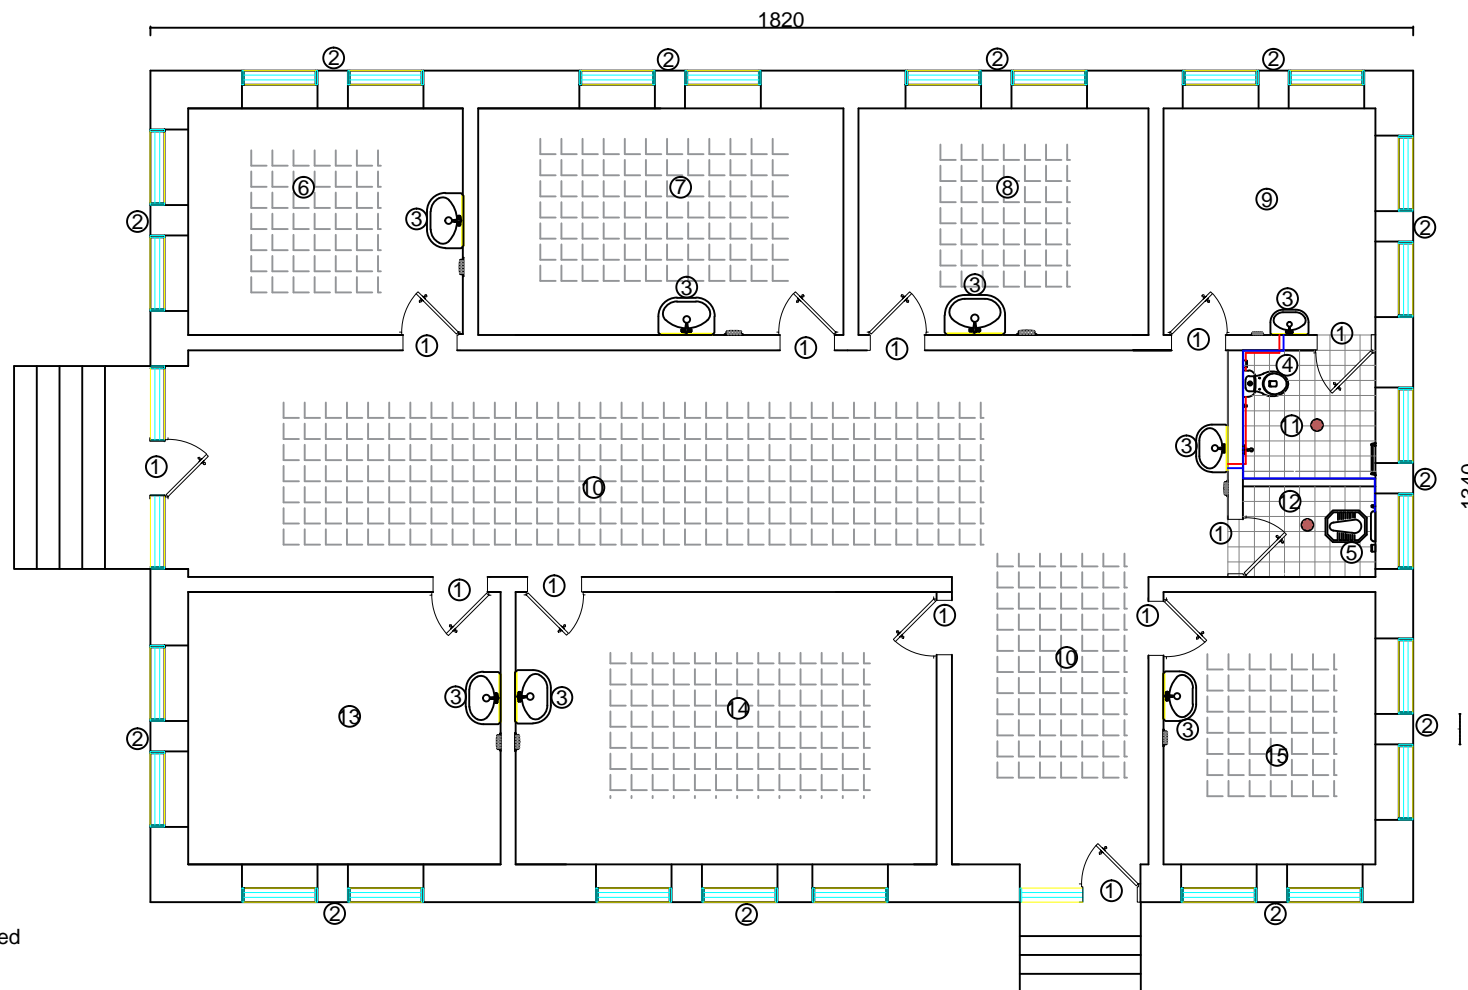 1820
② ② ② ②
⑥ ⑦ ⑧ ⑨
② ③ ②
③ ③ ③
① ① ① ① ①
④
⑪
③
① ②
⑩ ⑫
① ⑤
① ① ① ①
⑩
③ ③ ③
⑬ ⑭
② ② ⑮
①
② ② ②
ed